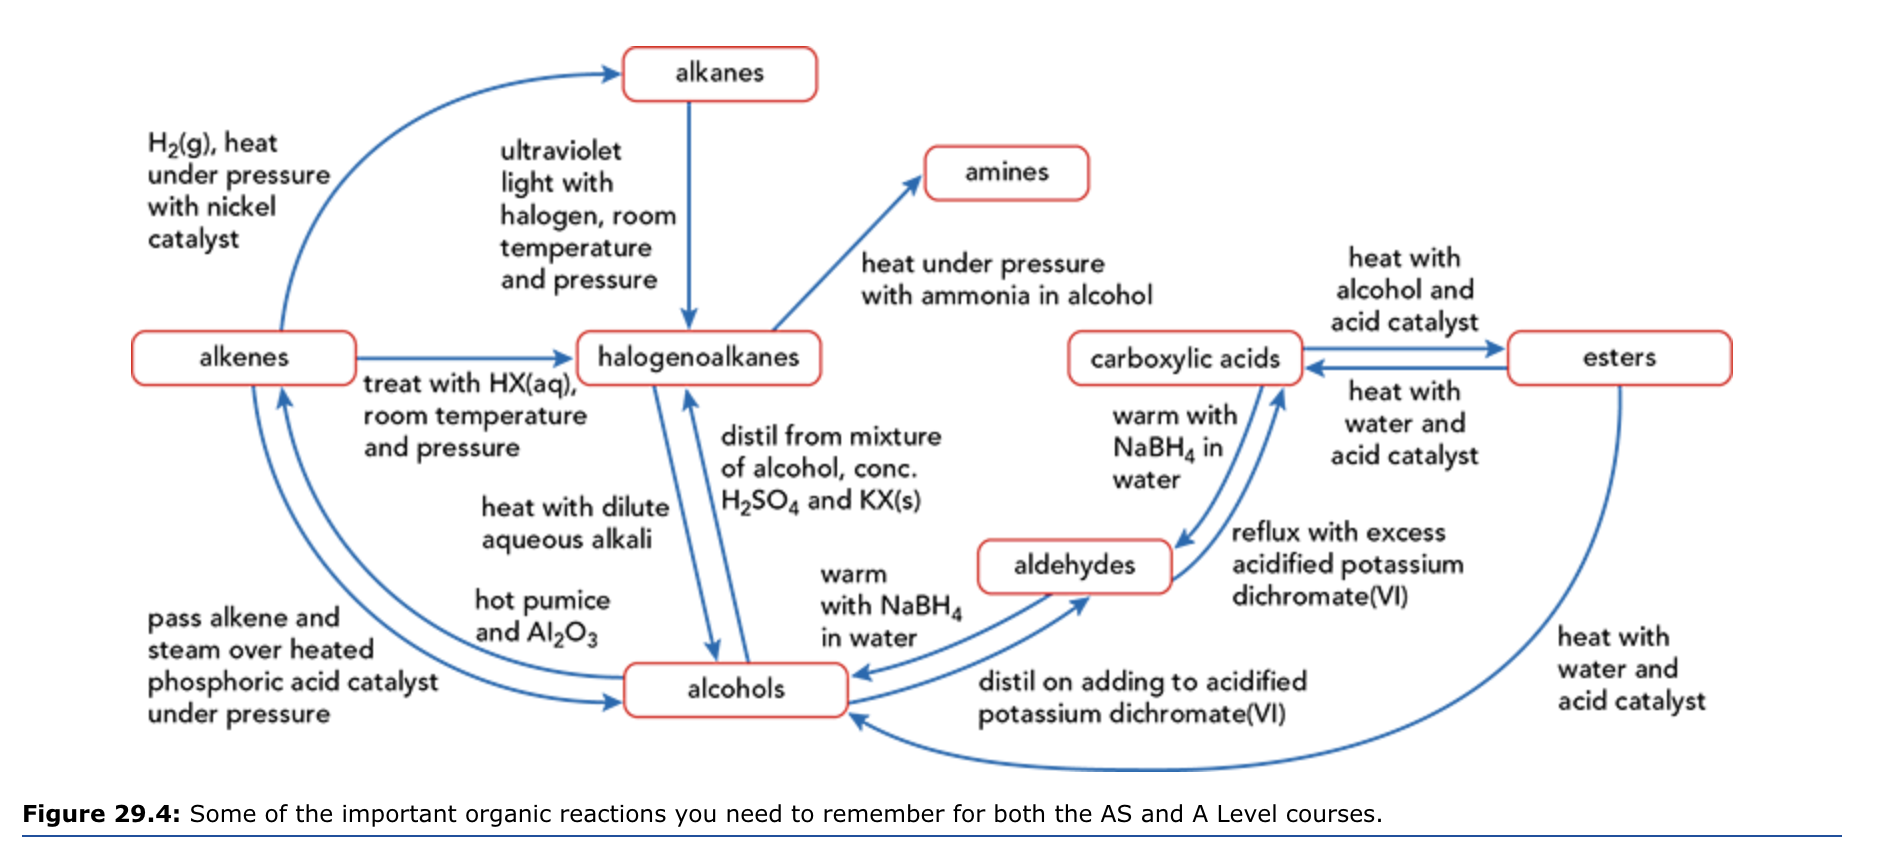 alkanes
H₂(g), heat
under pressure
with nickel
catalyst
ultraviolet
light with
halogen, room
temperature
and pressure
amines
heat under pressure
with ammonia in alcohol
heat with
alcohol and
acid catalyst
alkenes
halogenoalkanes
carboxylic acids
esters
treat with HX(aq),
room temperature
and pressure
heat with
water and
acid catalyst
warm with
NaBH₄ in
water
distil from mixture
of alcohol, conc.
H₂SO₄ and KX(s)
heat with dilute
aqueous alkali
reflux with excess
acidified potassium
dichromate(VI)
aldehydes
warm
with NaBH₄
in water
hot pumice
and Al₂O₃
pass alkene and
steam over heated
phosphoric acid catalyst
under pressure
alcohols
distil on adding to acidified
potassium dichromate(VI)
heat with
water and
acid catalyst
Figure 29.4: Some of the important organic reactions you need to remember for both the AS and A Level courses.